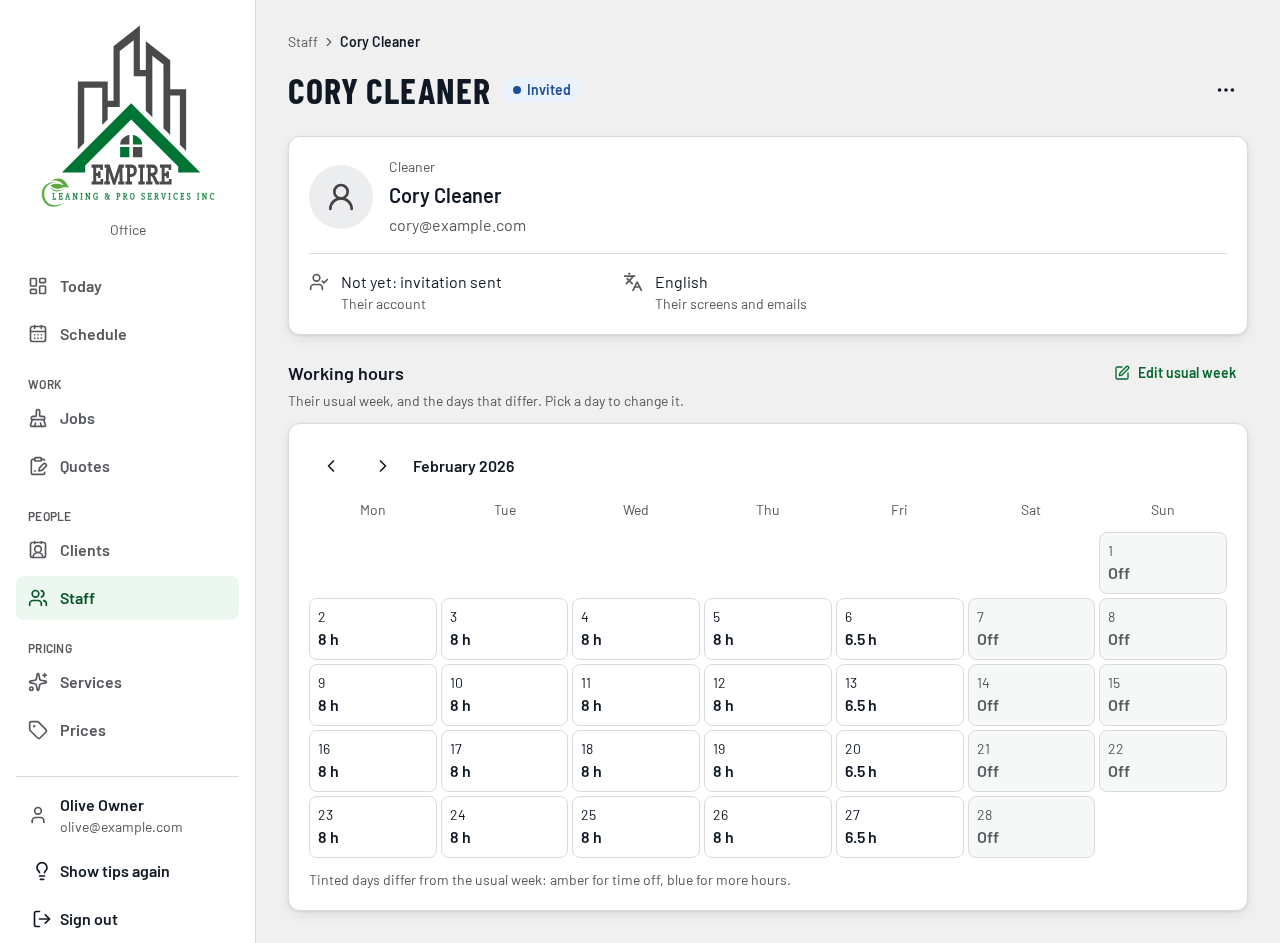 EMPIRE
LEANING & PRO SERVICES INC
Office
Today
Schedule
WORK
Jobs
Quotes
PEOPLE
Clients
Staff
PRICING
Services
Prices
Olive Owner
olive@example.com
Show tips again
Sign out
Staff > Cory Cleaner
CORY CLEANER
Invited
Cleaner
Cory Cleaner
cory@example.com
Not yet: invitation sent
Their account
English
Their screens and emails
Working hours
Edit usual week
Their usual week, and the days that differ. Pick a day to change it.
February 2026
Mon Tue Wed Thu Fri Sat Sun
1
Off
2 3 4 5 6 7 8
8 h 8 h 8 h 8 h 6.5 h Off Off
9 10 11 12 13 14 15
8 h 8 h 8 h 8 h 6.5 h Off Off
16 17 18 19 20 21 22
8 h 8 h 8 h 8 h 6.5 h Off Off
23 24 25 26 27 28
8 h 8 h 8 h 8 h 6.5 h Off
Tinted days differ from the usual week: amber for time off, blue for more hours.